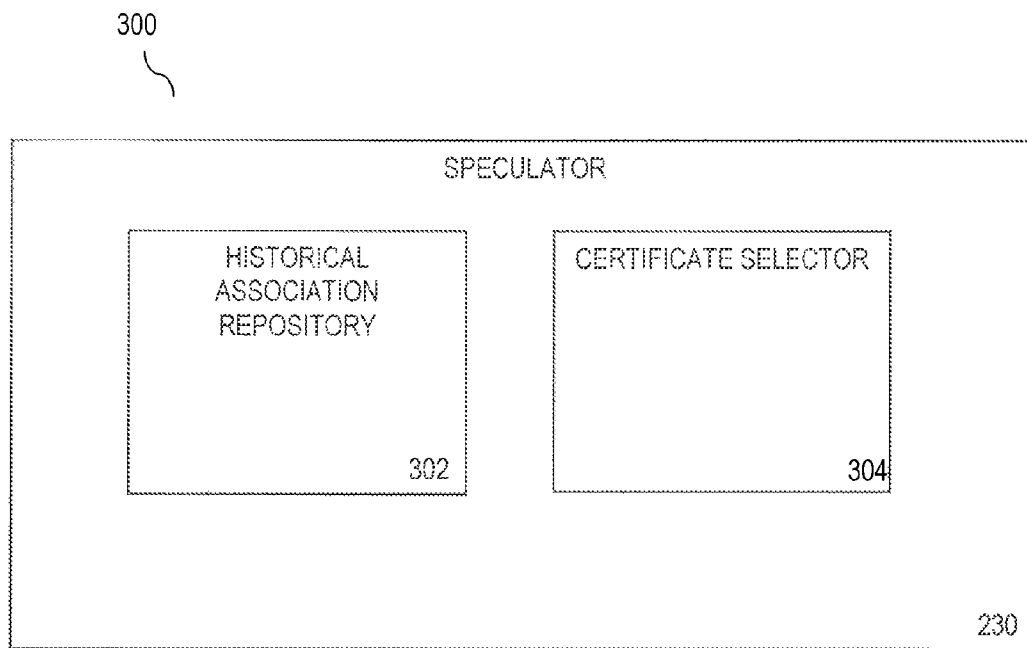 300
SPECULATOR
HISTORICAL
ASSOCIATION
REPOSITORY
302
CERTIFICATE SELECTOR
304
230